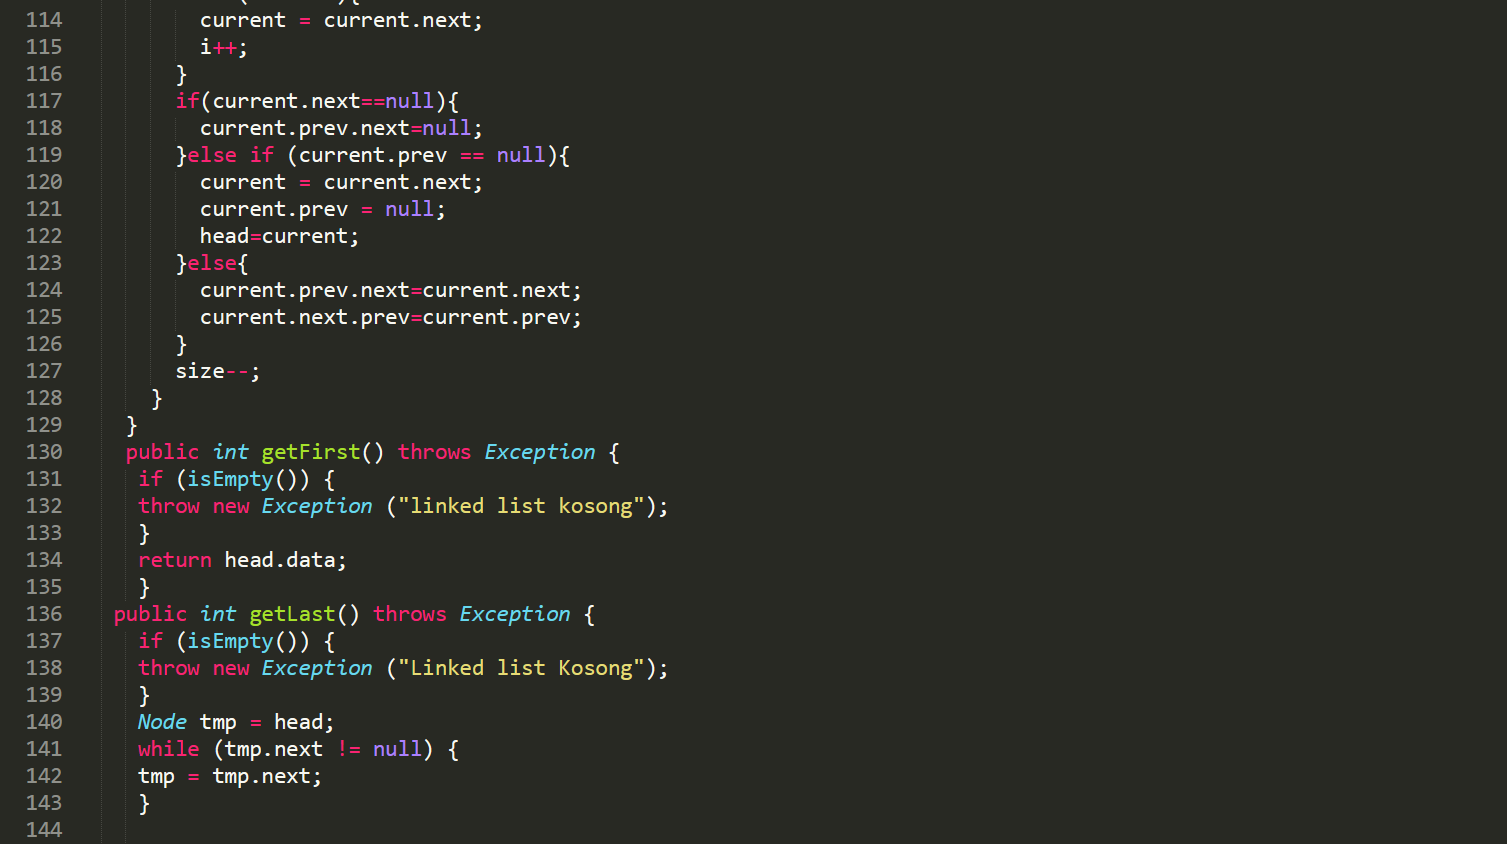 114 current = current.next;
115 i++;
116 }
117 if(current.next==null){
118 current.prev.next=null;
119 }else if (current.prev == null){
120 current = current.next;
121 current.prev = null;
122 head=current;
123 }else{
124 current.prev.next=current.next;
125 current.next.prev=current.prev;
126 }
127 size--;
128 }
129 }
130 public int getFirst() throws Exception {
131 if (isEmpty()) {
132 throw new Exception ("linked list kosong");
133 }
134 return head.data;
135 }
136 public int getLast() throws Exception {
137 if (isEmpty()) {
138 throw new Exception ("Linked list Kosong");
139 }
140 Node tmp = head;
141 while (tmp.next != null) {
142 tmp = tmp.next;
143 }
144